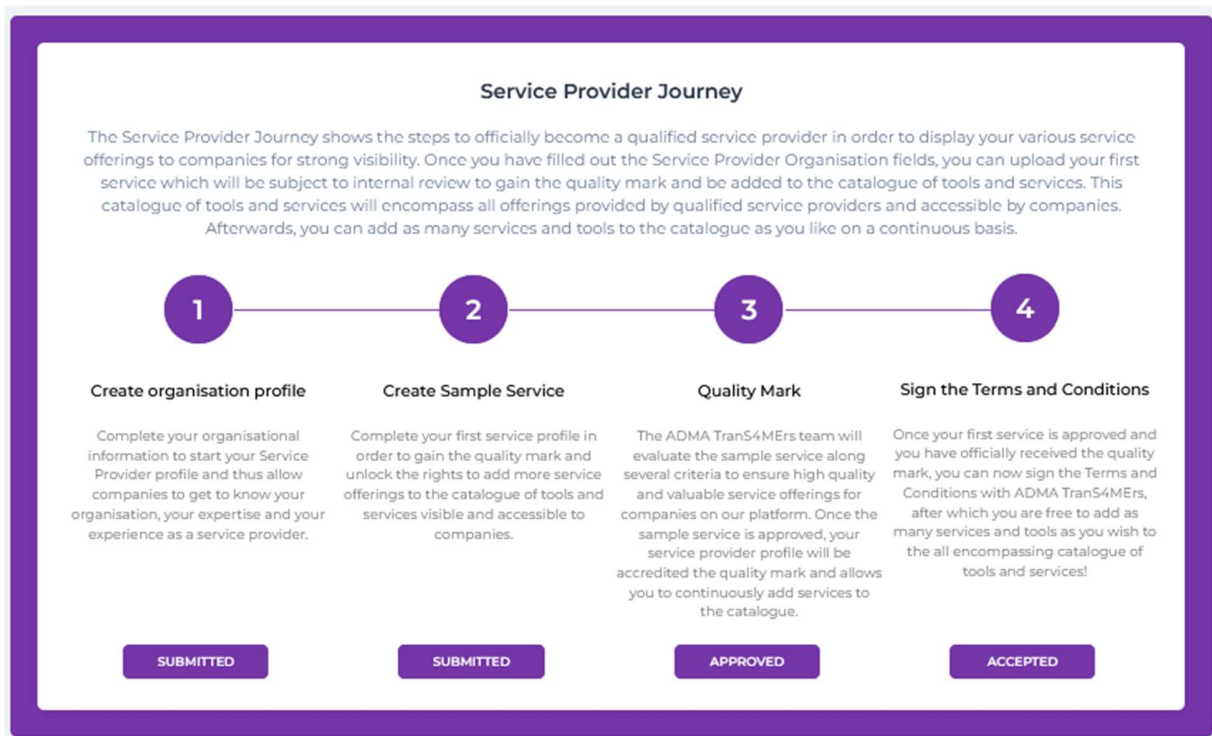 Service Provider Journey
The Service Provider Journey shows the steps to officially become a qualified service provider in order to display your various service
offerings to companies for strong visibility. Once you have filled out the Service Provider Organisation fields, you can upload your first
service which will be subject to internal review to gain the quality mark and be added to the catalogue of tools and services. This
catalogue of tools and services will encompass all offerings provided by qualified service providers and accessible by companies.
Afterwards, you can add as many services and tools to the catalogue as you like on a continuous basis.
1
Create organisation profile
Complete your organisational
information to start your Service
Provider profile and thus allow
companies to get to know your
organisation, your expertise and your
experience as a service provider.
SUBMITTED
2
Create Sample Service
Complete your first service profile in
order to gain the quality mark and
unlock the rights to add more service
offerings to the catalogue of tools and
services visible and accessible to
companies.
SUBMITTED
3
Quality Mark
The ADMA TranS4MErs team will
evaluate the sample service along
several criteria to ensure high quality
and valuable service offerings for
companies on our platform. Once the
sample service is approved, your
service provider profile will be
accredited the quality mark and allows
you to continuously add services to
the catalogue.
APPROVED
4
Sign the Terms and Conditions
Once your first service is approved and
you have officially received the quality
mark, you can now sign the Terms and
Conditions with ADMA TranS4MErs,
after which you are free to add as
many services and tools as you wish to
the all encompassing catalogue of
tools and services!
ACCEPTED